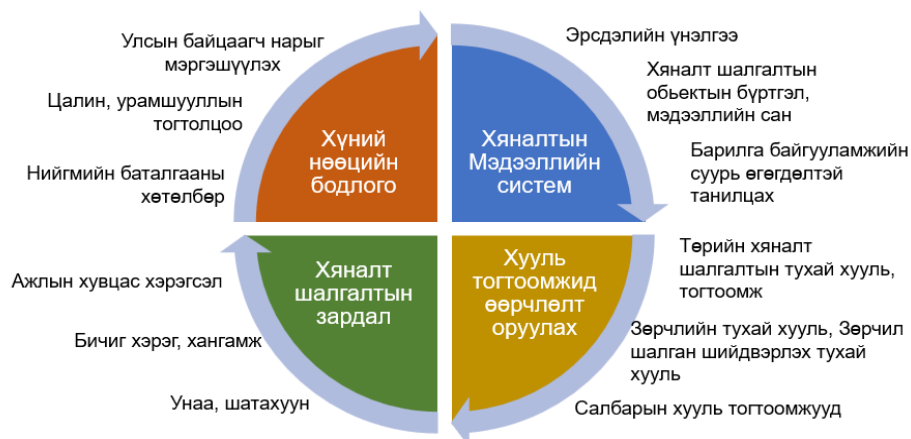 Улсын байцаагч нарыг
мэргэшүүлэх
Цалин, урамшууллын
тогтолцоо
Нийгмийн баталгааны
хөтөлбөр
Хүний
нөөцийн
бодлого
Хяналтын
Мэдээллийн
систем
Эрсдэлийн үнэлгээ
Хяналт шалгалтын
обьектын бүртгэл,
мэдээллийн сан
Барилга байгууламжийн
суурь өгөгдөлтэй
танилцах
Ажлын хувцас хэрэгсэл
Бичиг хэрэг, хангамж
Унаа, шатахуун
Хяналт
шалгалтын
зардал
Хууль
тогтоомжид
өөрчлөлт
оруулах
Төрийн хяналт
шалгалтын тухай хууль,
тогтоомж
Зөрчлийн тухай хууль, Зөрчил
шалган шийдвэрлэх тухай
хууль
Салбарын хууль тогтоомжууд